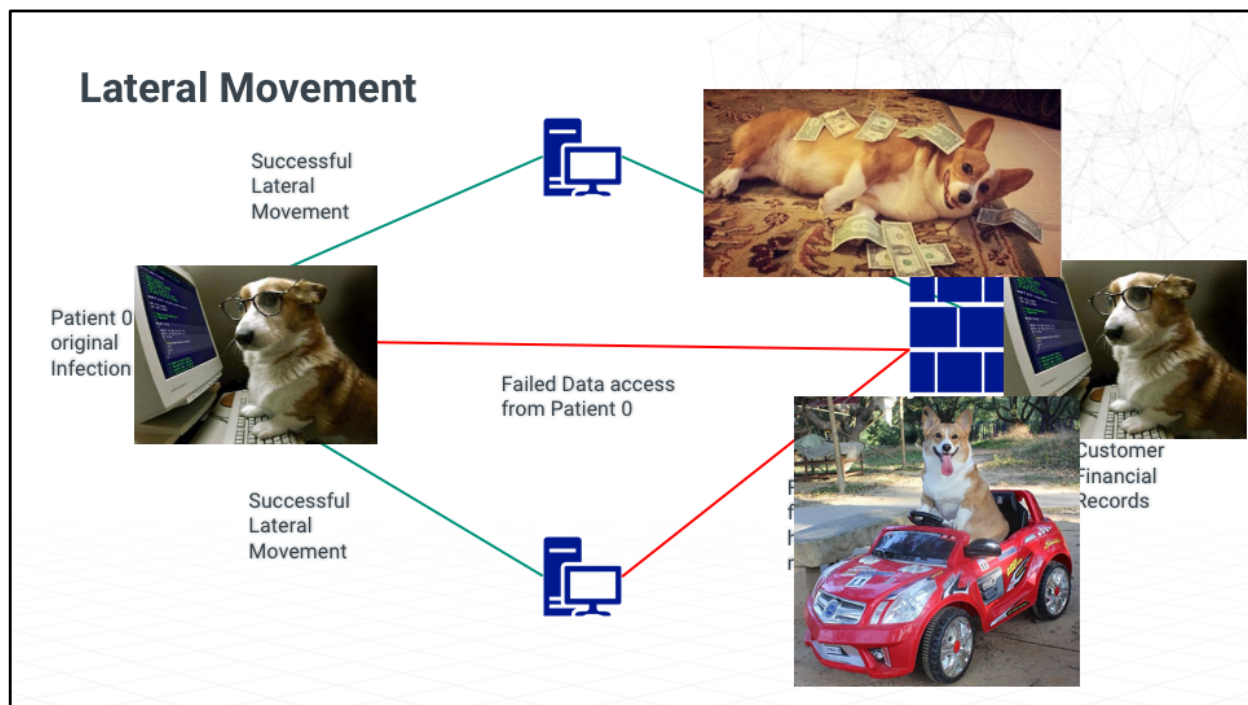 Lateral Movement
Successful
Lateral
Movement
Patient 0
original
Infection
Failed Data access
from Patient 0
Customer
Financial
Records
Successful
Lateral
Movement